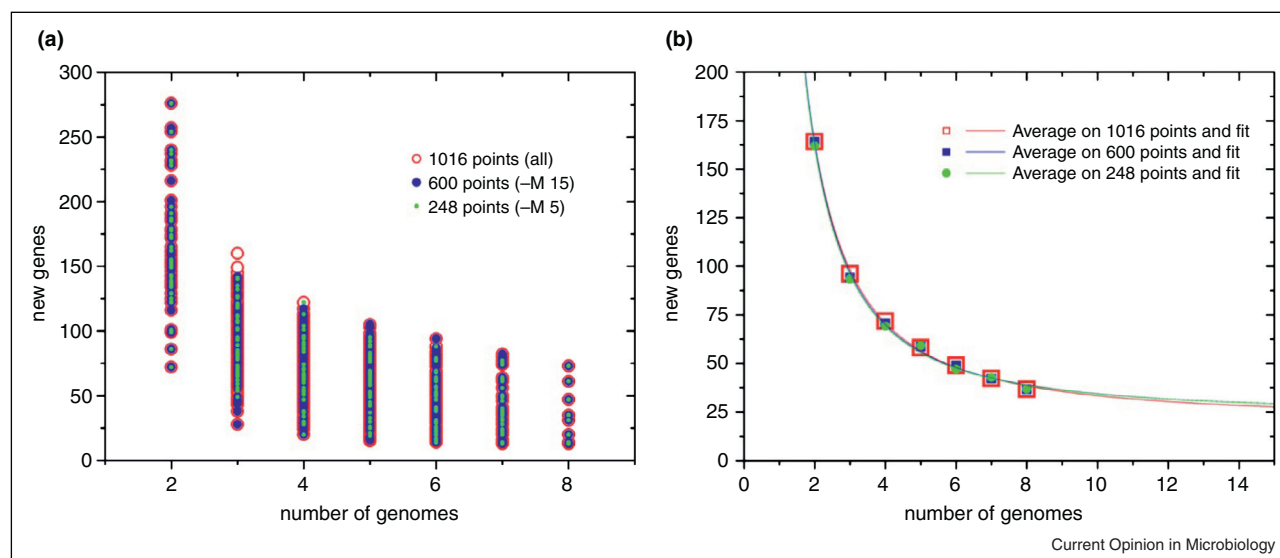 (a)
300
250
200
150
100
50
0
new genes
2
4
6
8
number of genomes
1016 points (all)
600 points (–M 15)
248 points (–M 5)
(b)
200
175
150
125
100
75
50
25
0
new genes
0
2
4
6
8
10
12
14
number of genomes
Average on 1016 points and fit
Average on 600 points and fit
Average on 248 points and fit
Current Opinion in Microbiology